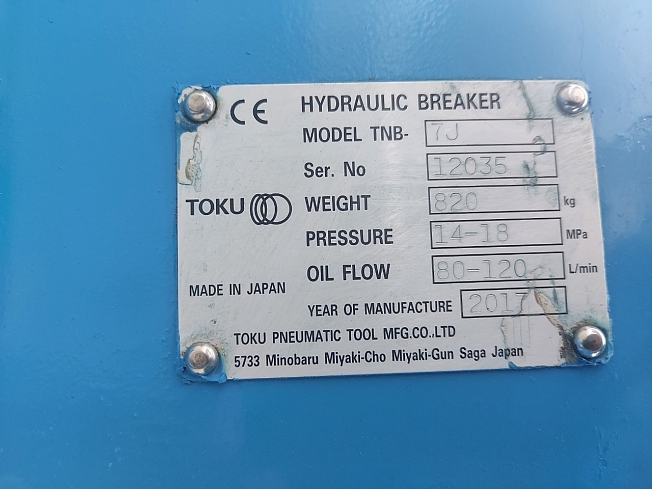 CE HYDRAULIC BREAKER
MODEL TNB- 7J
Ser. No 12035
TOKU WEIGHT 820 kg
PRESSURE 14-18 MPa
OIL FLOW 80-120 L/min
MADE IN JAPAN
YEAR OF MANUFACTURE 2017
TOKU PNEUMATIC TOOL MFG.CO.LTD
5733 Minobaru Miyaki-Cho Miyaki-Gun Saga Japan